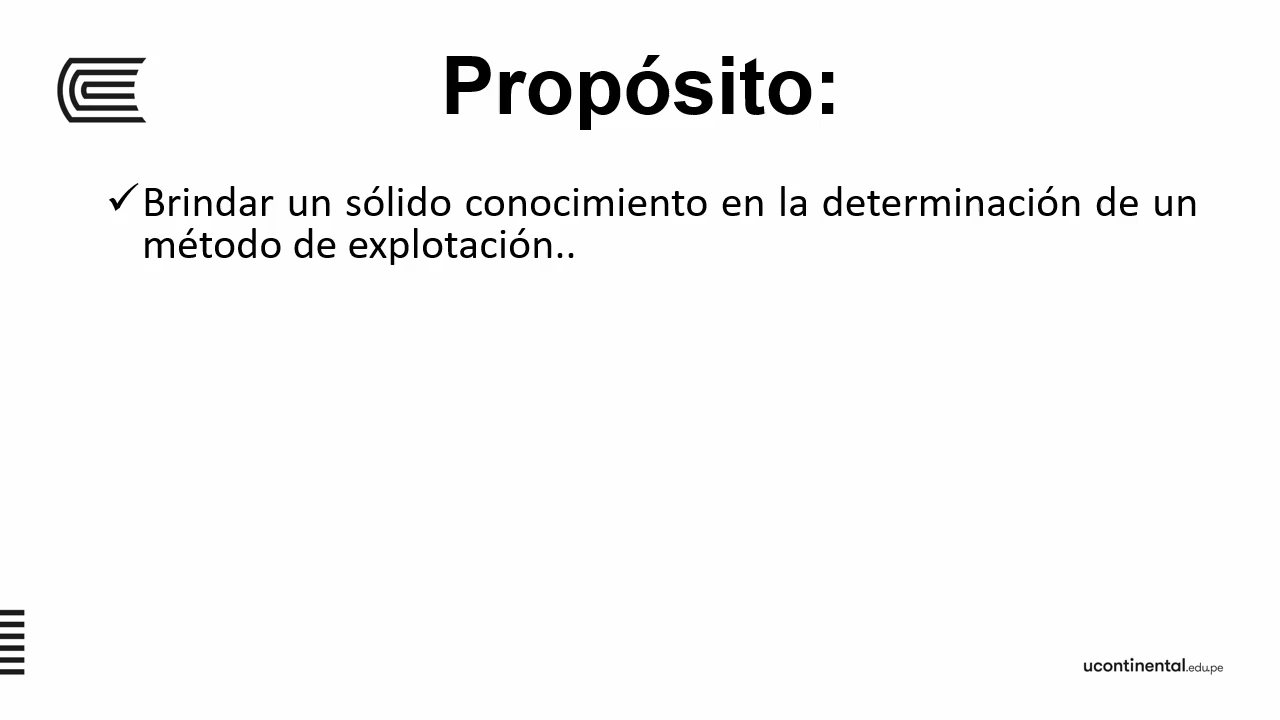 Propósito:
✓Brindar un sólido conocimiento en la determinación de un
método de explotación..
ucontinental.edu.pe